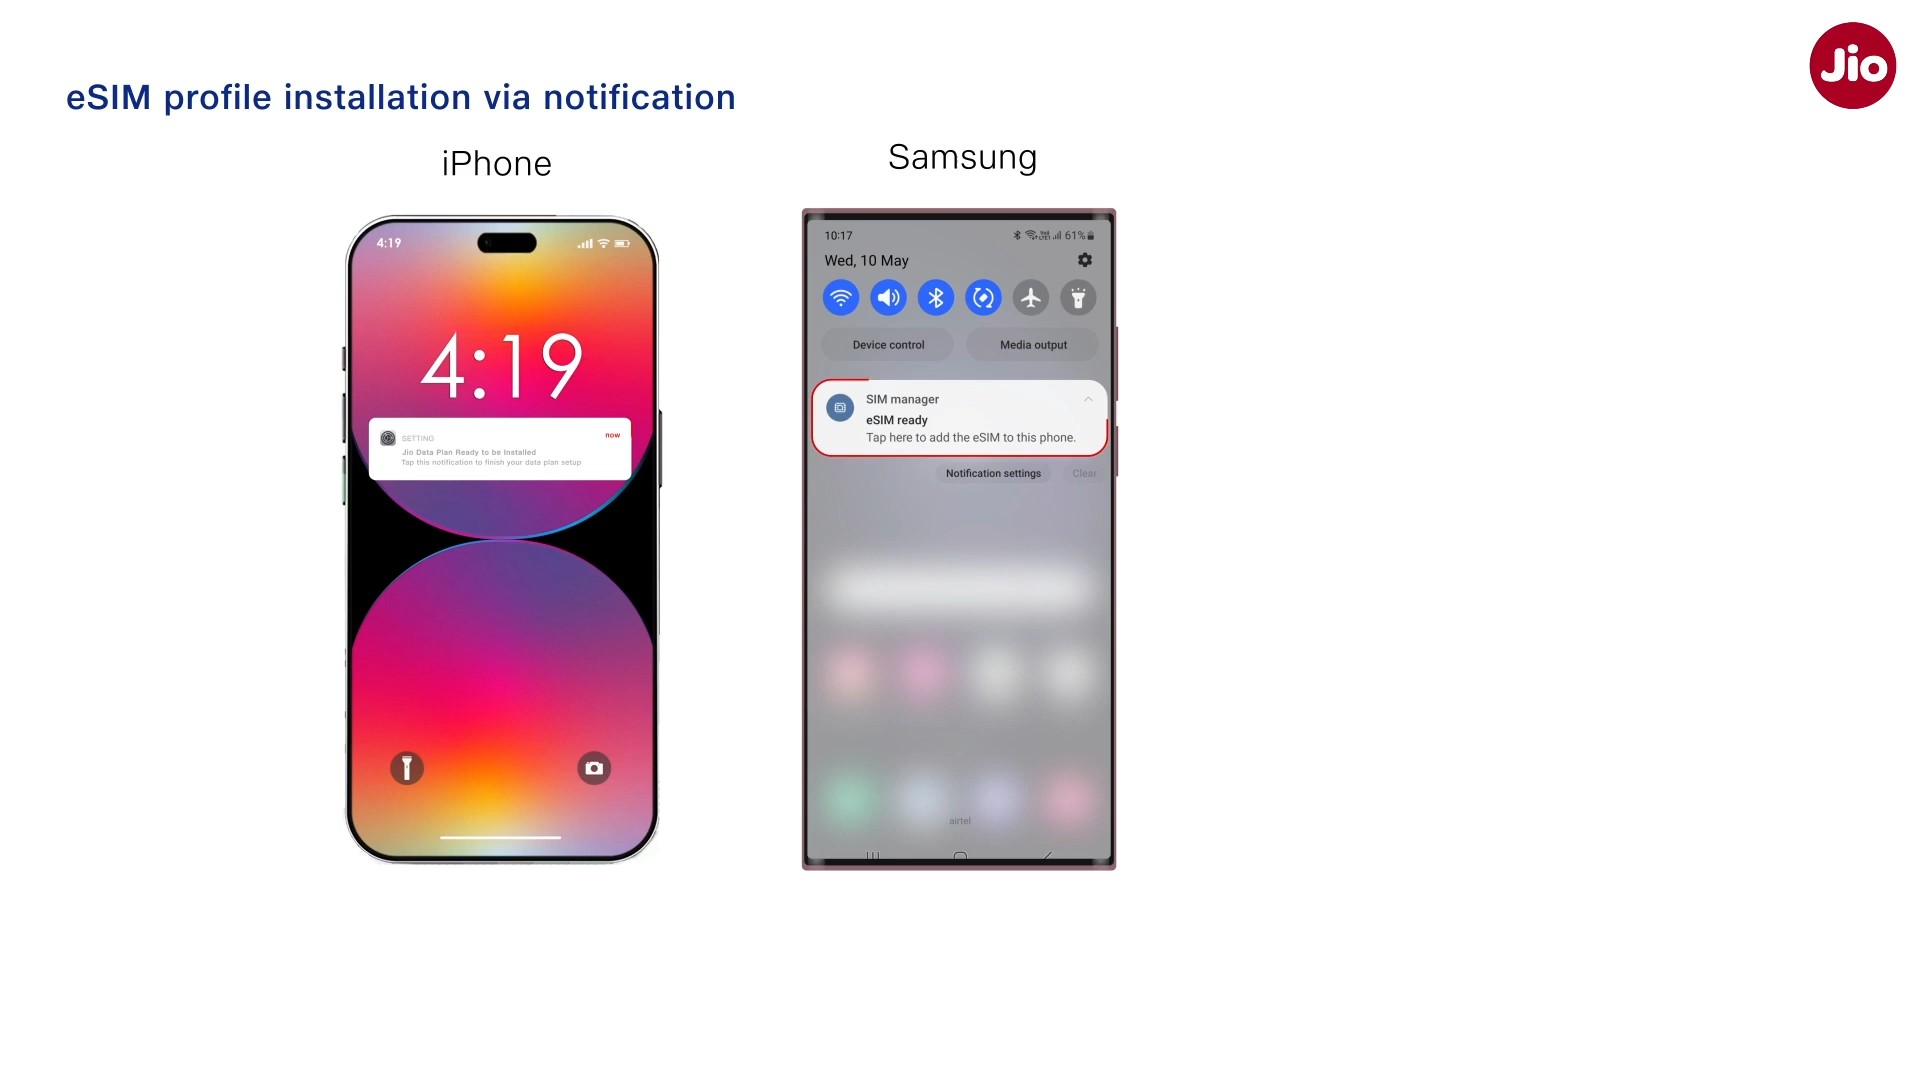 Jio
eSIM profile installation via notification
iPhone
Samsung
4:19
4:19
SETTING
now
Jio Data Plan Ready to be Installed
Tap this notification to finish your data plan setup
10:17
61%
Wed, 10 May
Device control
Media output
SIM manager
eSIM ready
Tap here to add the eSIM to this phone.
Notification settings
Clear
airtel